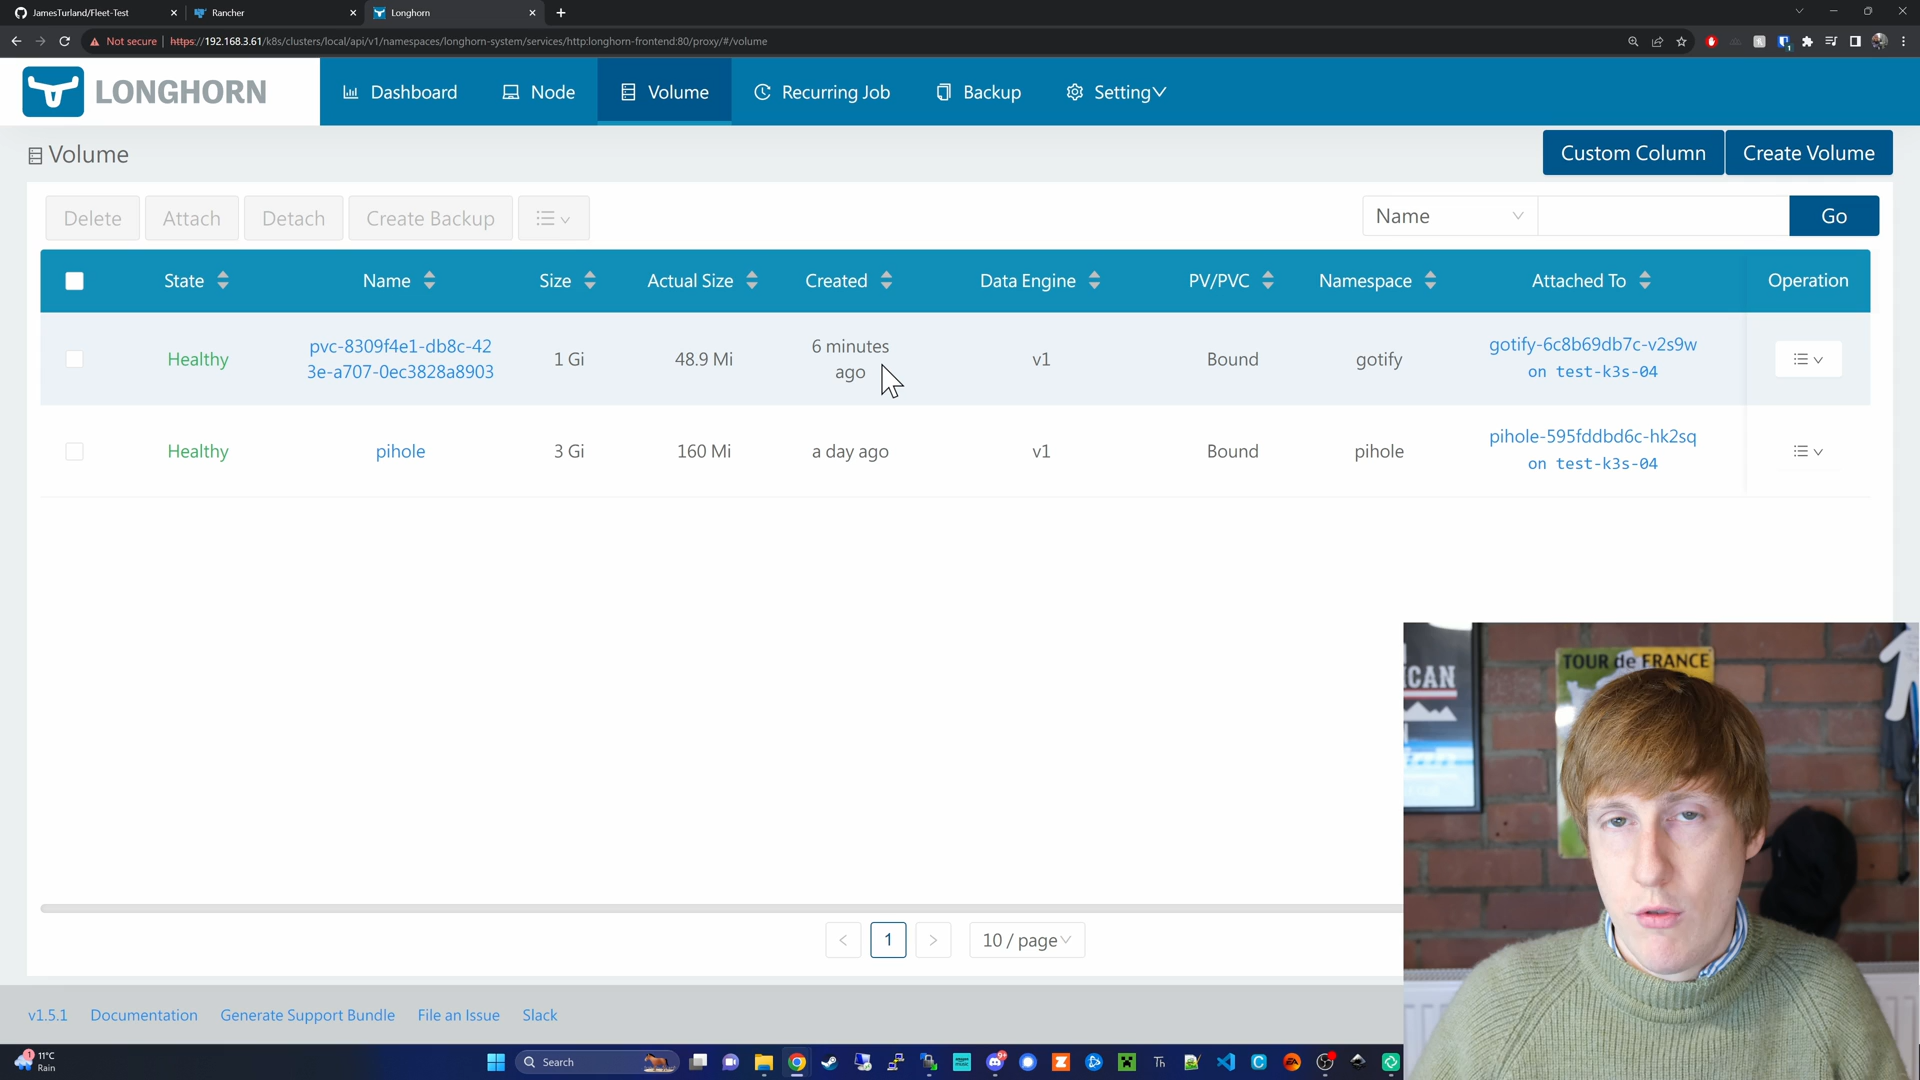 JamesTurland/Fleet-Test
Rancher
Longhorn
Not secure
https://192.168.3.61/k8s/clusters/local/api/v1/namespaces/longhorn-system/services/http:longhorn-frontend:80/proxy/#/volume
LONGHORN
Dashboard
Node
Volume
Recurring Job
Backup
Setting
Volume
Custom Column
Create Volume
Delete
Attach
Detach
Create Backup
Name
Go
State
Name
Size
Actual Size
Created
Data Engine
PV/PVC
Namespace
Attached To
Operation
Healthy
pvc-8309f4e1-db8c-42
3e-a707-0ec3828a8903
1 Gi
48.9 Mi
6 minutes
ago
v1
Bound
gotify
gotify-6c8b69db7c-v2s9w
on test-k3s-04
Healthy
pihole
3 Gi
160 Mi
a day ago
v1
Bound
pihole
pihole-595fddbd6c-hk2sq
on test-k3s-04
1
10 / page
TOUR de FRANCE
ICAN
v1.5.1
Documentation
Generate Support Bundle
File an Issue
Slack
11°C
Rain
Search